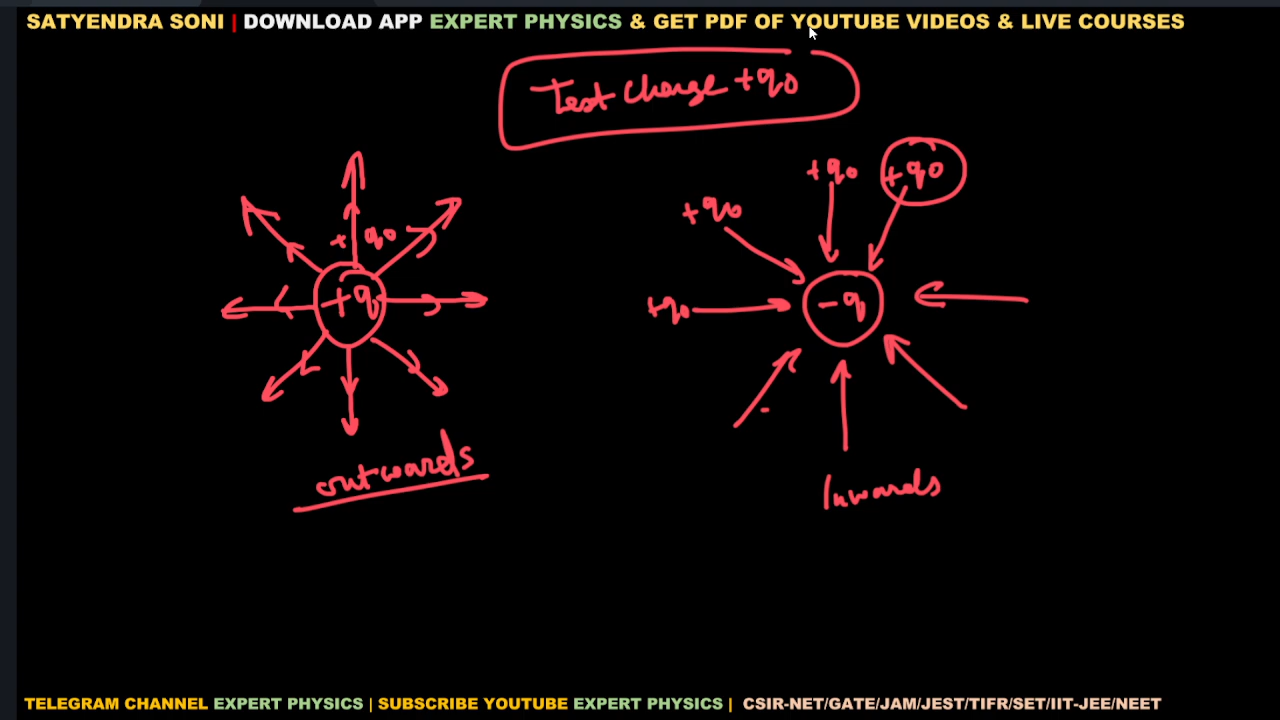 SATYENDRA SONI | DOWNLOAD APP EXPERT PHYSICS & GET PDF OF YOUTUBE VIDEOS & LIVE COURSES
Test charge +q0
+q0 +q0
+q0
+q0
+q
-q
+q0
outwards
Inwards
TELEGRAM CHANNEL EXPERT PHYSICS | SUBSCRIBE YOUTUBE EXPERT PHYSICS | CSIR-NET/GATE/JAM/JEST/TIFR/SET/IIT-JEE/NEET